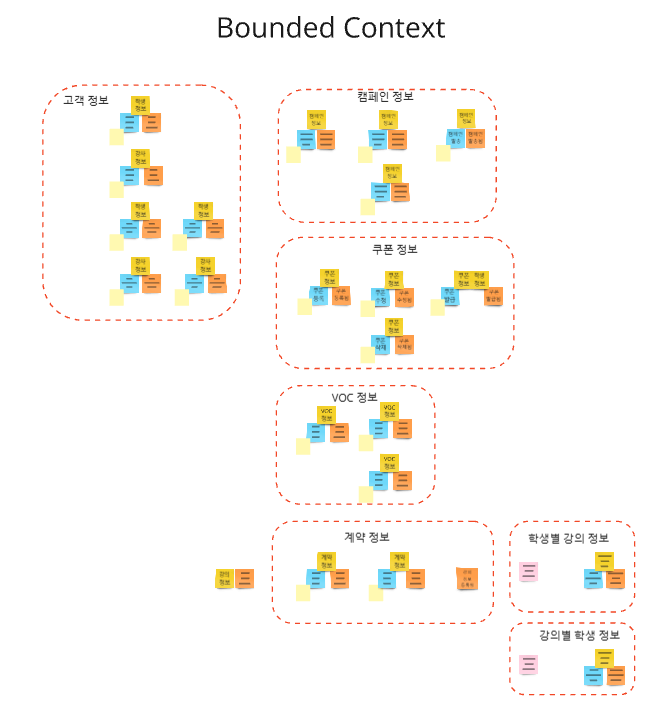 Bounded Context
고객 정보
학생
정보
강사
정보
학생
정보
학생
정보
강사
정보
강사
정보
캠페인 정보
캠페인
정보
캠페인
정보
캠페인
정보
캠페인
발송
캠페인
발송됨
캠페인
정보
쿠폰 정보
쿠폰
정보
쿠폰
등록
쿠폰
등록됨
쿠폰
정보
쿠폰
수정
쿠폰
수정됨
쿠폰
정보
학생
정보
쿠폰
발급
쿠폰
발급됨
쿠폰
정보
쿠폰
삭제
쿠폰
삭제됨
VOC 정보
VOC
정보
VOC
정보
VOC
정보
계약 정보
계약
정보
계약
정보
강의
정보
학생별 강의 정보
강의별 학생 정보